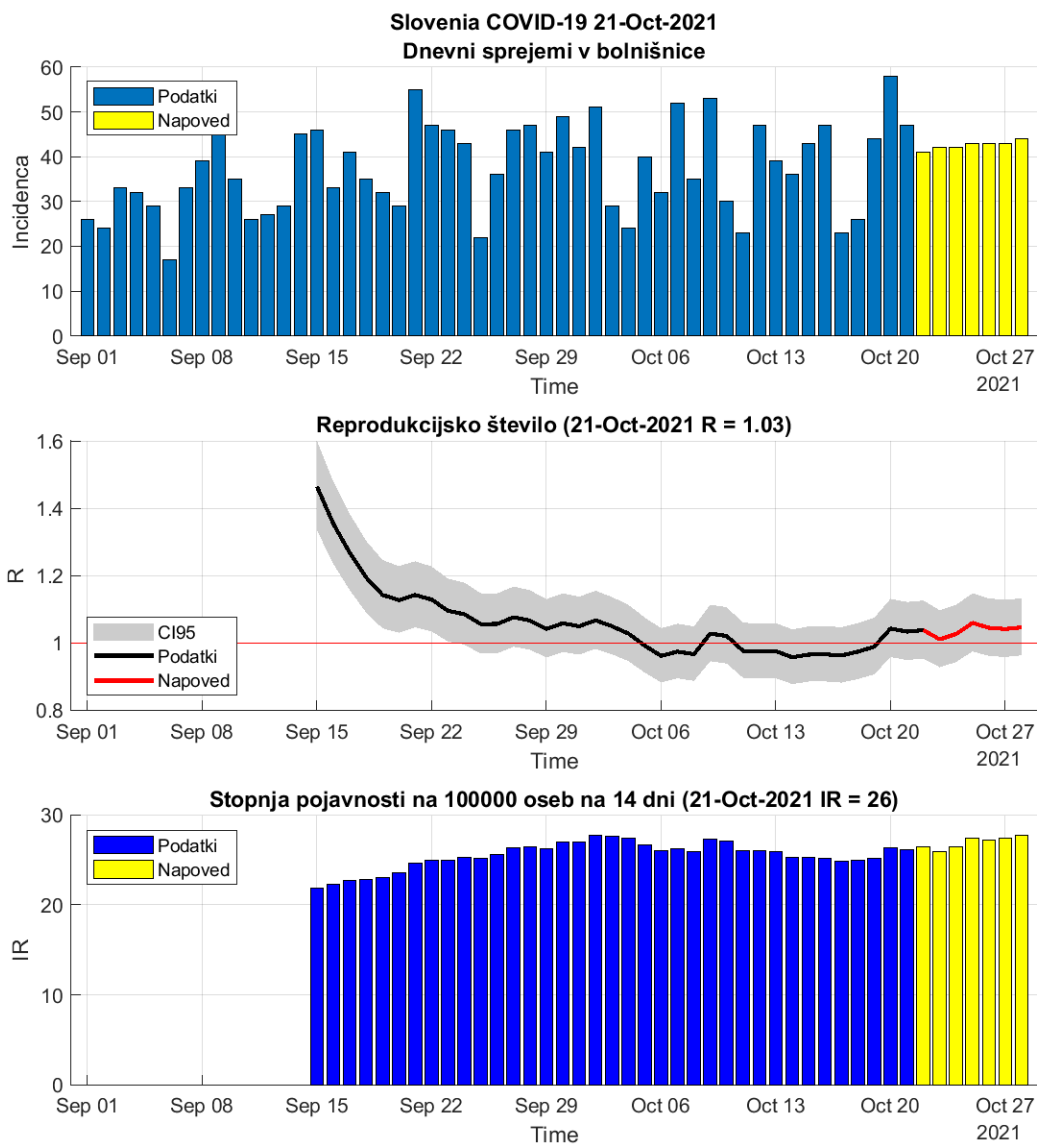 Slovenia COVID-19 21-Oct-2021
Dnevni sprejemi v bolnišnice
60
50
40
30
20
10
0
Incidenca
Podatki
Napoved
Sep 01 Sep 08 Sep 15 Sep 22 Sep 29 Oct 06 Oct 13 Oct 20 Oct 27
2021
Time
Reprodukcijsko število (21-Oct-2021 R = 1.03)
1.6
1.4
1.2
1
0.8
R
CI95
Podatki
Napoved
Sep 01 Sep 08 Sep 15 Sep 22 Sep 29 Oct 06 Oct 13 Oct 20 Oct 27
2021
Time
Stopnja pojavnosti na 100000 oseb na 14 dni (21-Oct-2021 IR = 26)
30
20
10
0
IR
Podatki
Napoved
Sep 01 Sep 08 Sep 15 Sep 22 Sep 29 Oct 06 Oct 13 Oct 20 Oct 27
2021
Time